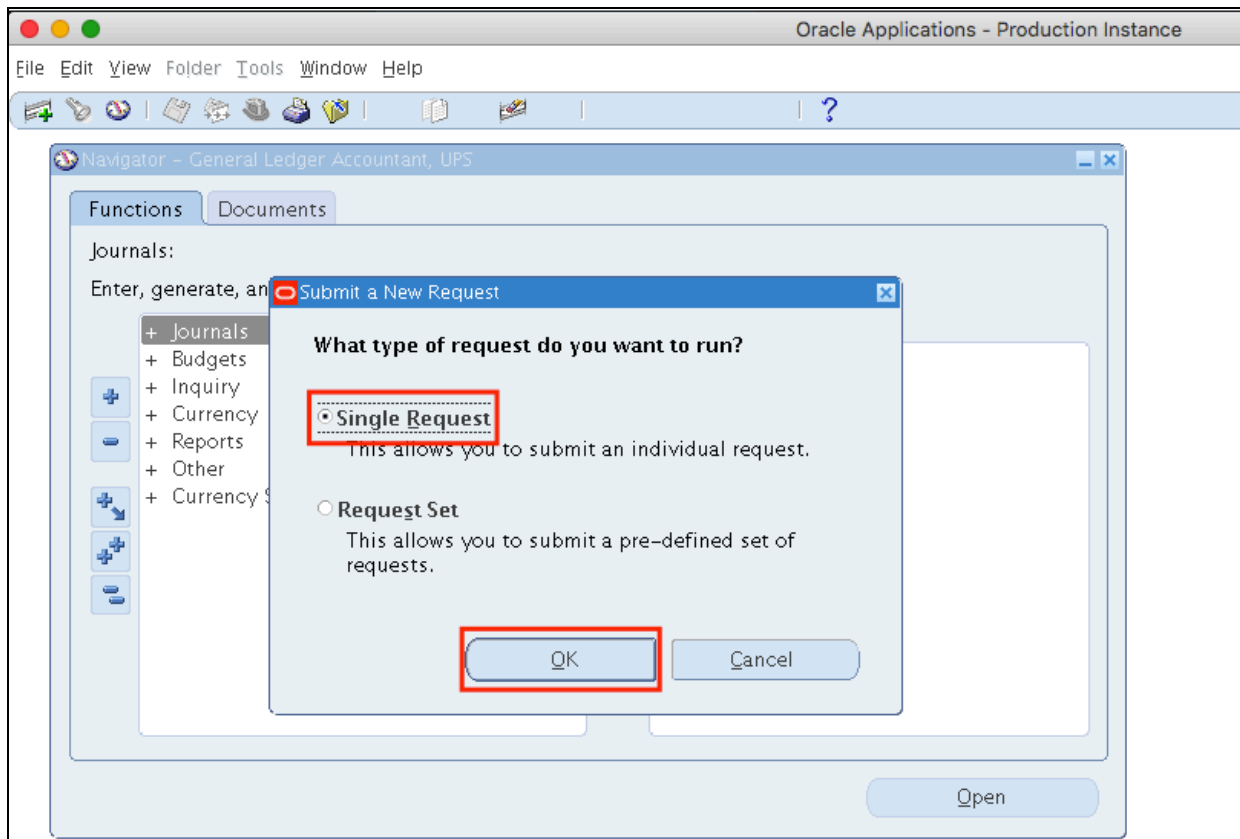 Oracle Applications - Production Instance
File Edit View Folder Tools Window Help
?
Navigator – General Ledger Accountant, UPS
Functions Documents
Journals:
Enter, generate, an
Submit a New Request
What type of request do you want to run?
+ Journals
+ Budgets
+ Inquiry
+ Currency
+ Reports
+ Other
+ Currency S
Single Request
This allows you to submit an individual request.
Request Set
This allows you to submit a pre–defined set of
requests.
OK Cancel
Open